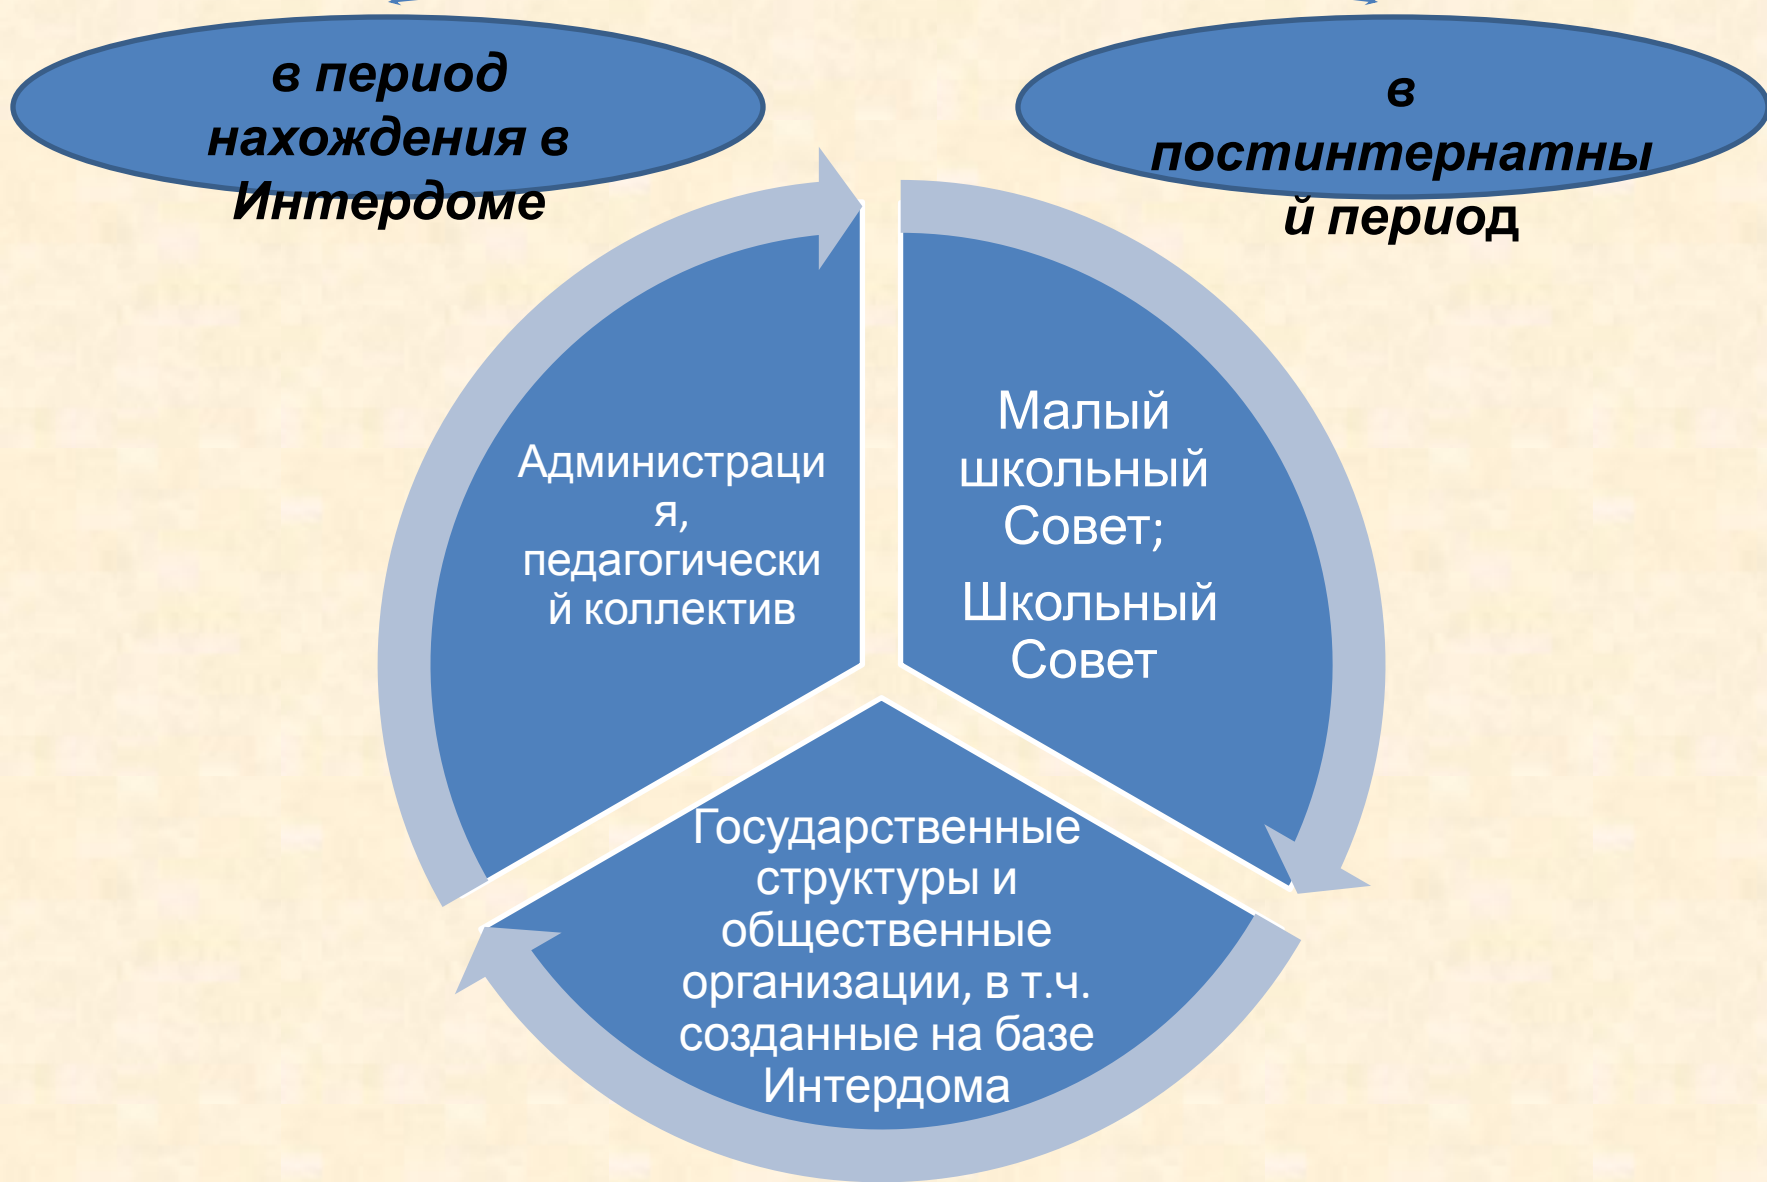 в период
нахождения в
Интердоме
в
постинтернатны
й период
Администраци
я,
педагогически
й коллектив
Малый
школьный
Совет;
Школьный
Совет
Государственные
структуры и
общественные
организации, в т.ч.
созданные на базе
Интердома